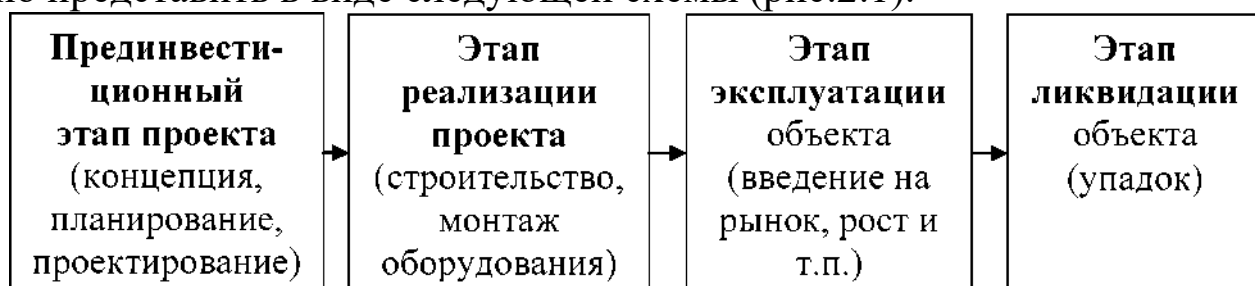 но представить в виде следующей схемы (рис.2.1).
Прединвести-
ционный
этап проекта
(концепция,
планирование,
проектирование)
Этап
реализации
проекта
(строительство,
монтаж
оборудования)
Этап
эксплуатации
объекта
(введение на
рынок, рост и
т.п.)
Этап
ликвидации
объекта
(упадок)